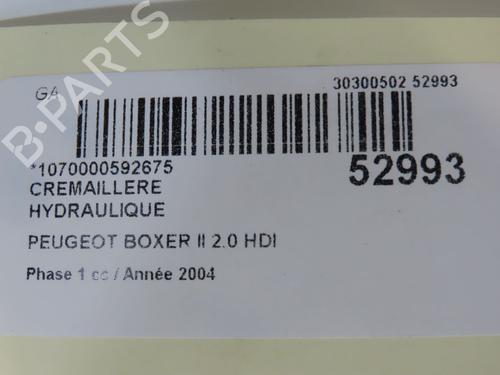 GA
30300502 52993
*1070000592675
52993
CREMAILLERE
HYDRAULIQUE
PEUGEOT BOXER II 2.0 HDI
Phase 1 cc / Année 2004
B-PARTS